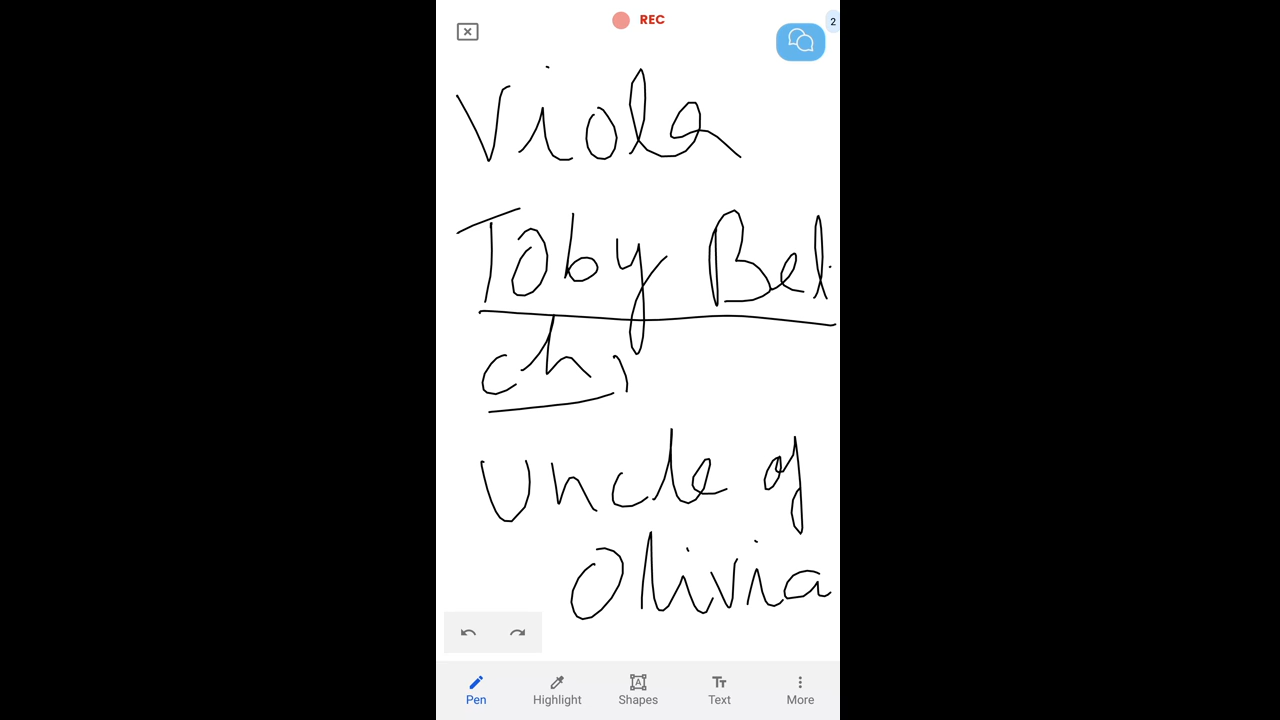 REC
2
Viola
Toby Bel.
ch,
Uncle of
Olivia
Pen
Highlight
Shapes
Text
More